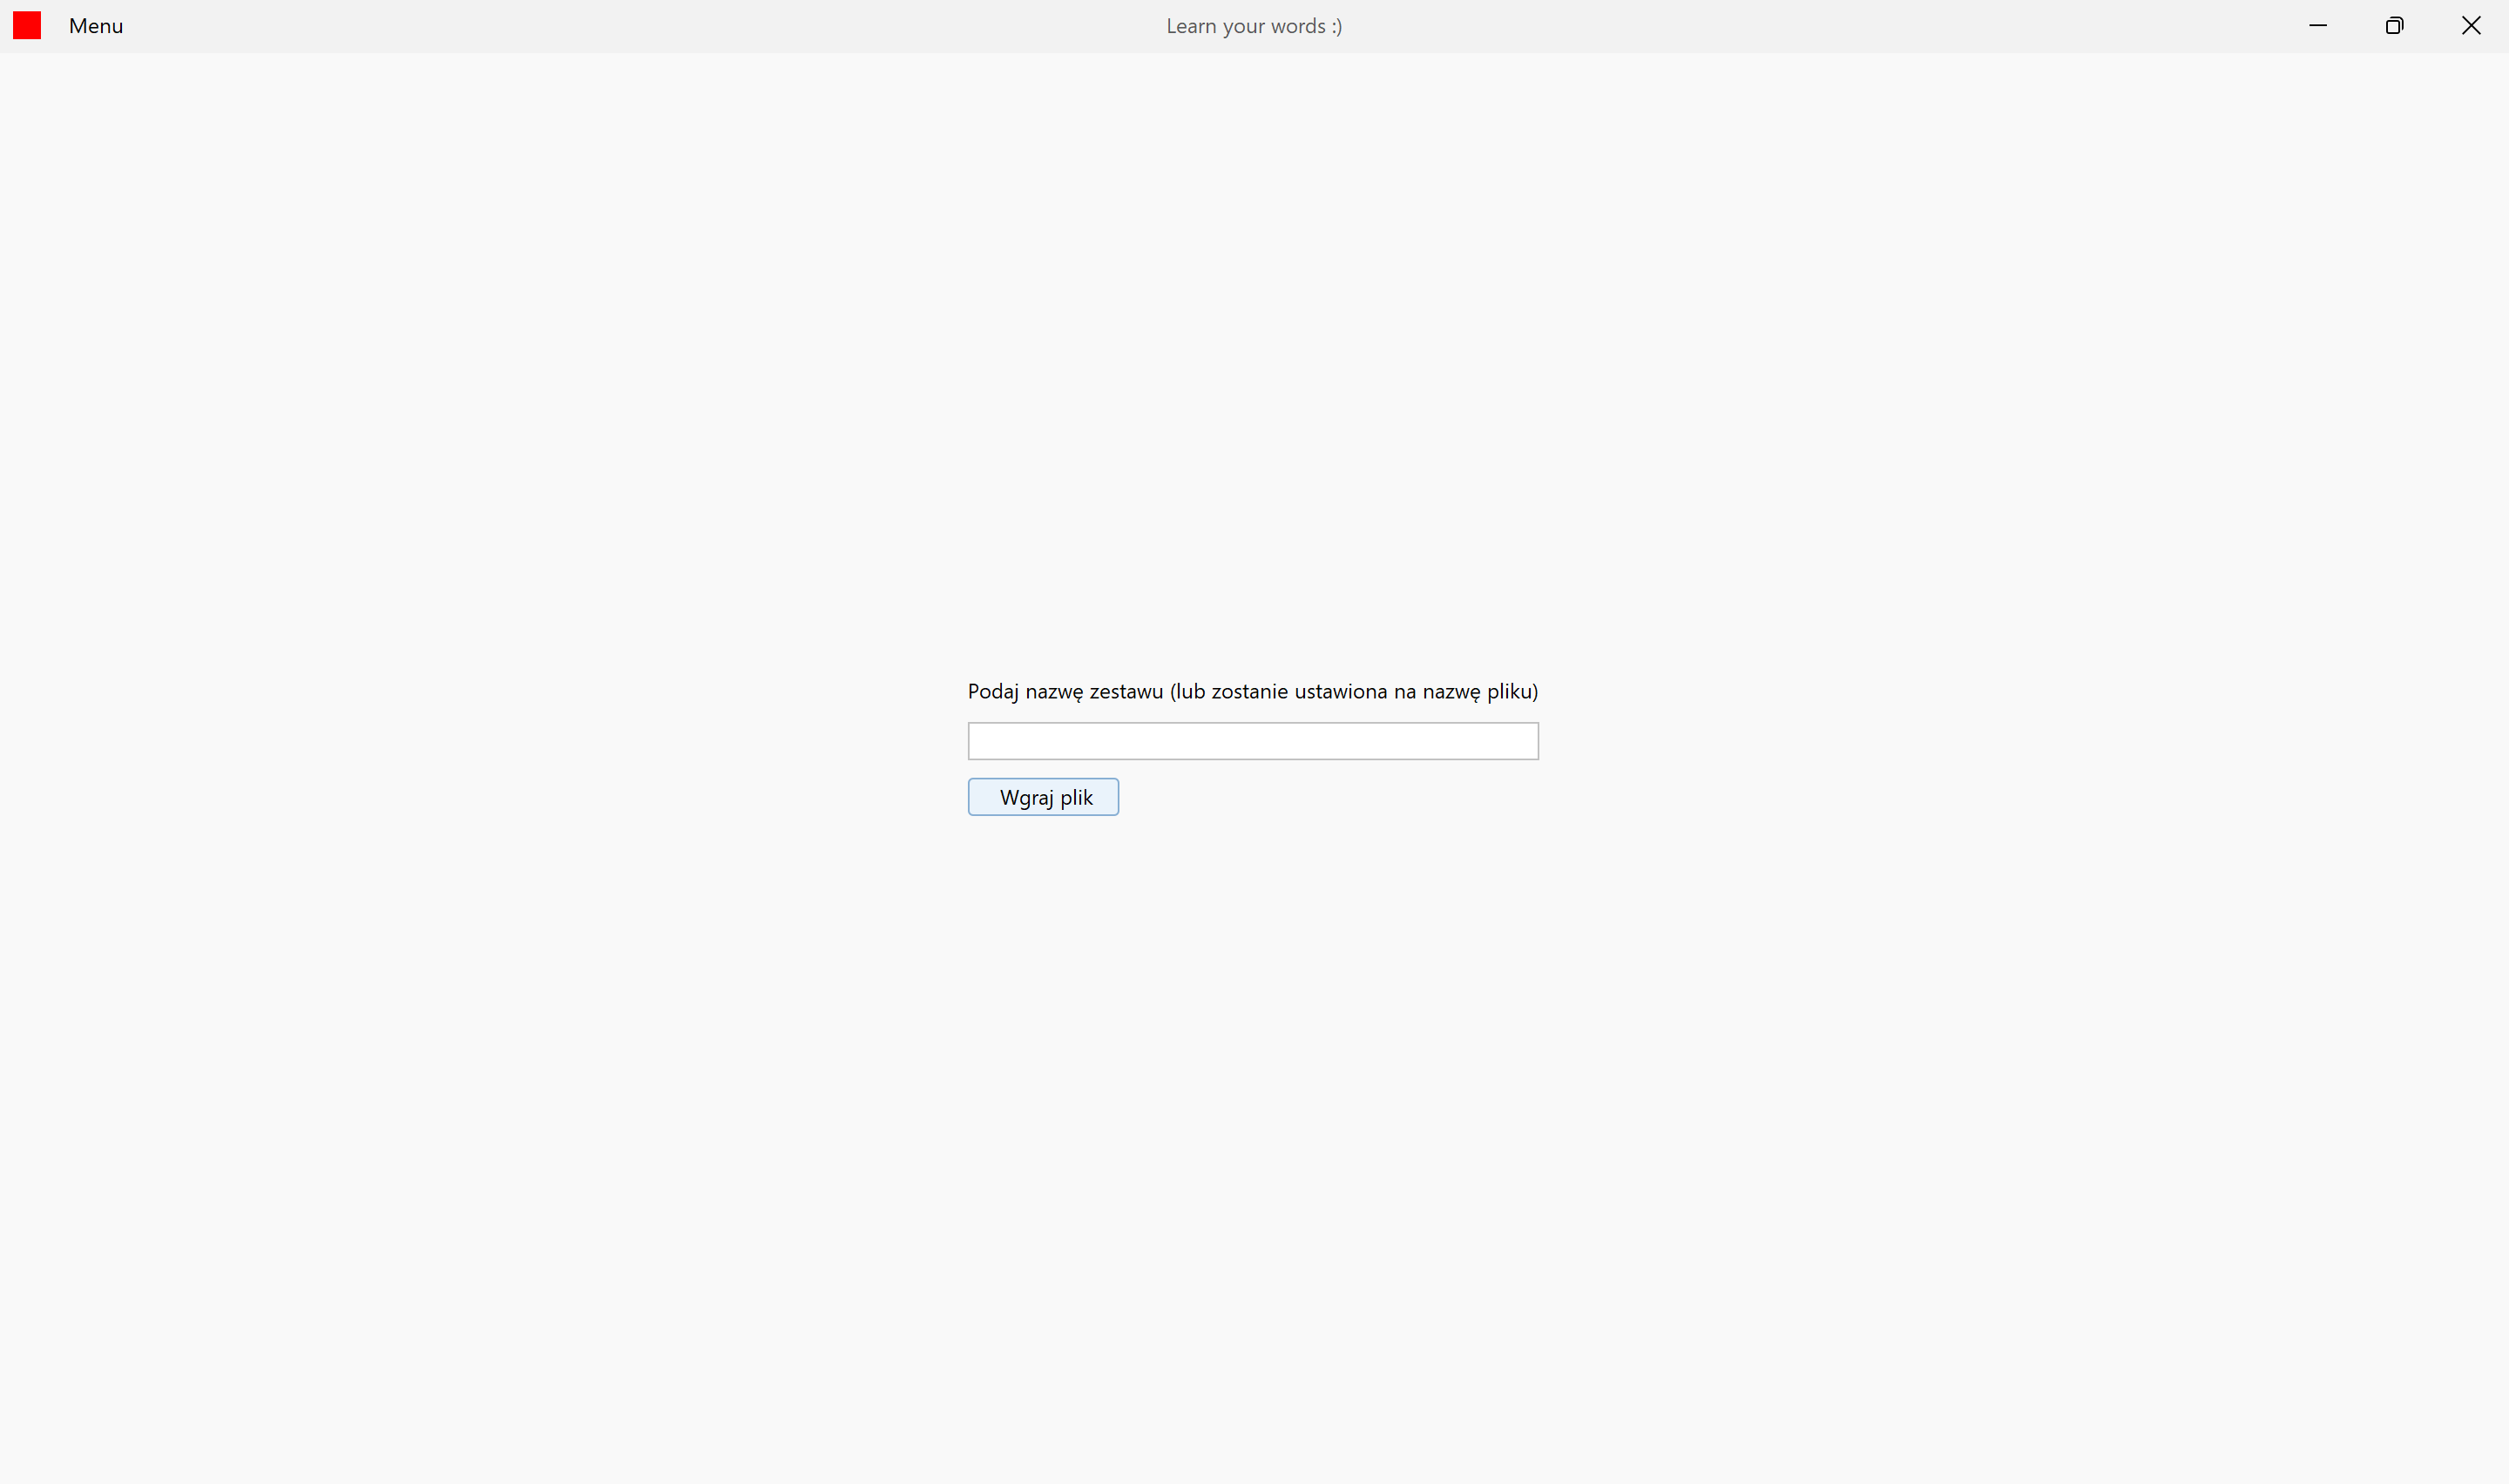 Menu
Learn your words :)
Podaj nazwę zestawu (lub zostanie ustawiona na nazwę pliku)
Wgraj plik